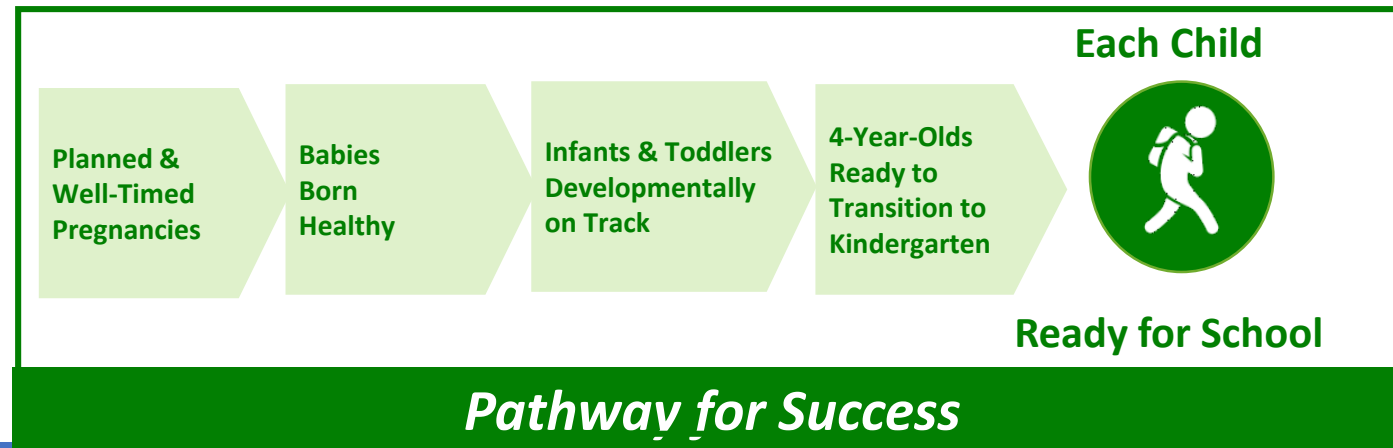 Each Child
Planned &
Well-Timed
Pregnancies
Babies
Born
Healthy
Infants & Toddlers
Developmentally
on Track
4-Year-Olds
Ready to
Transition to
Kindergarten
Ready for School
Pathway for Success